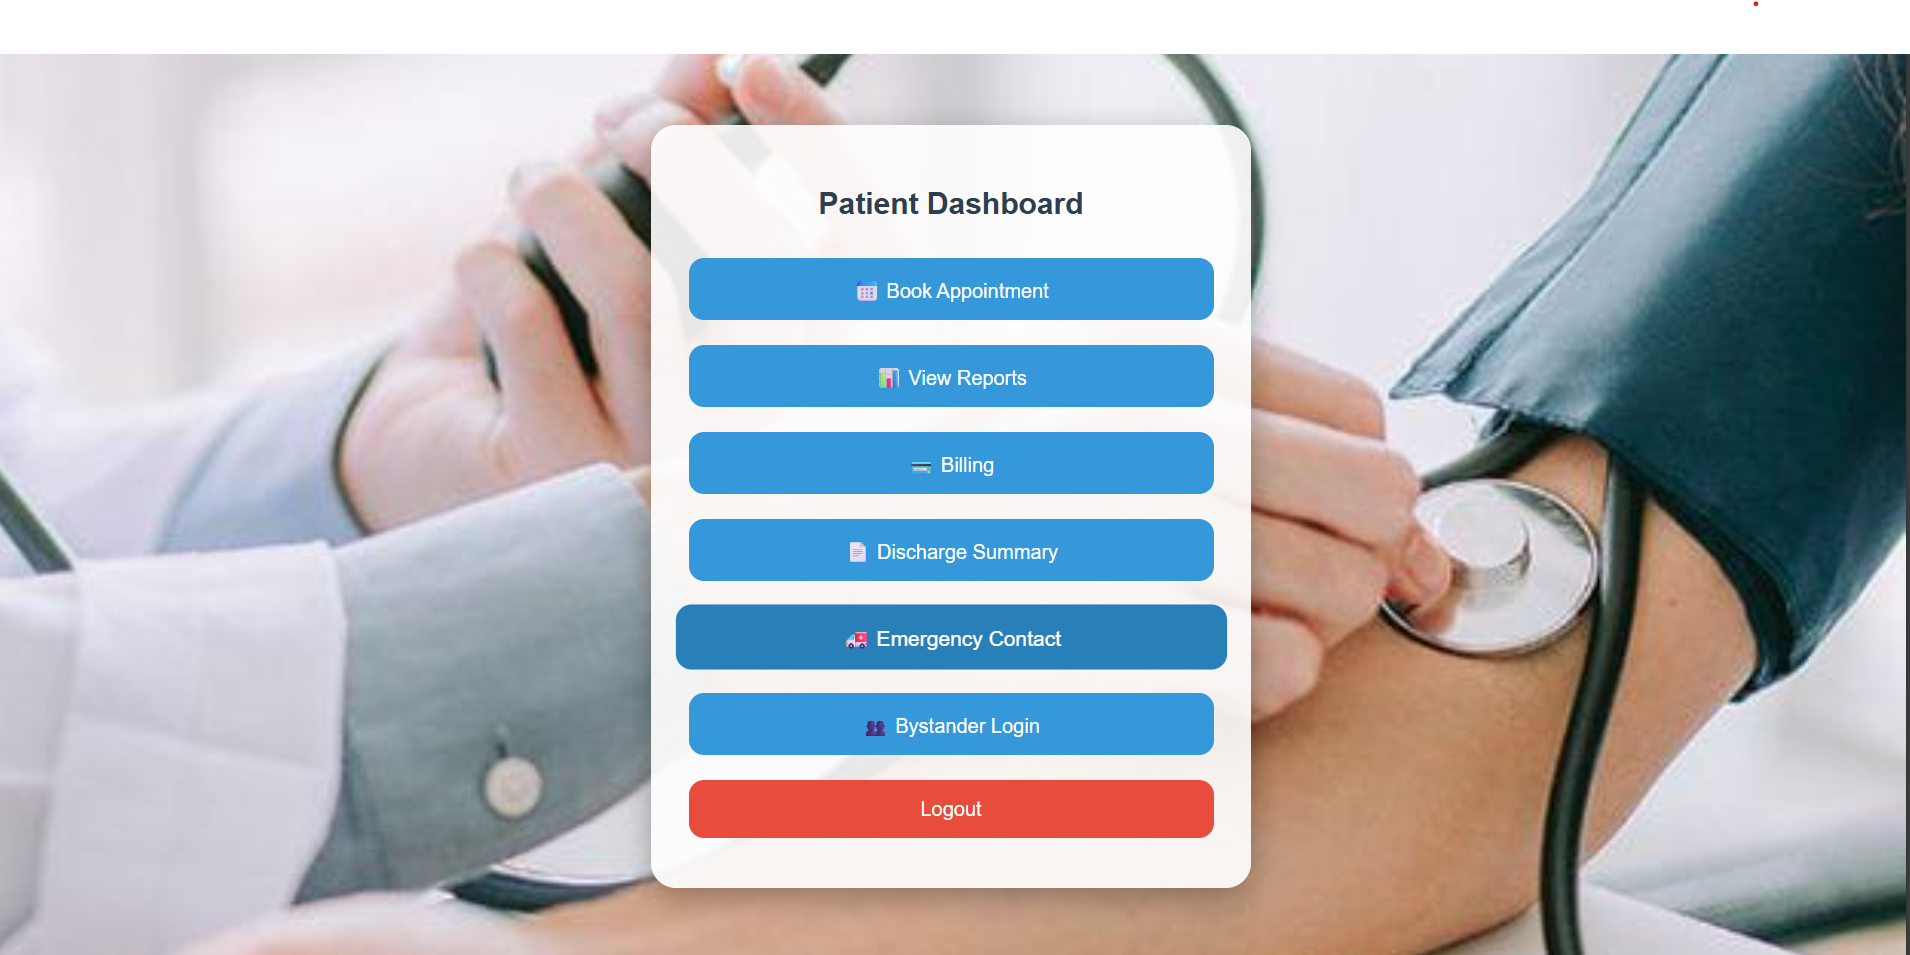 Patient Dashboard
Book Appointment
View Reports
Billing
Discharge Summary
Emergency Contact
Bystander Login
Logout